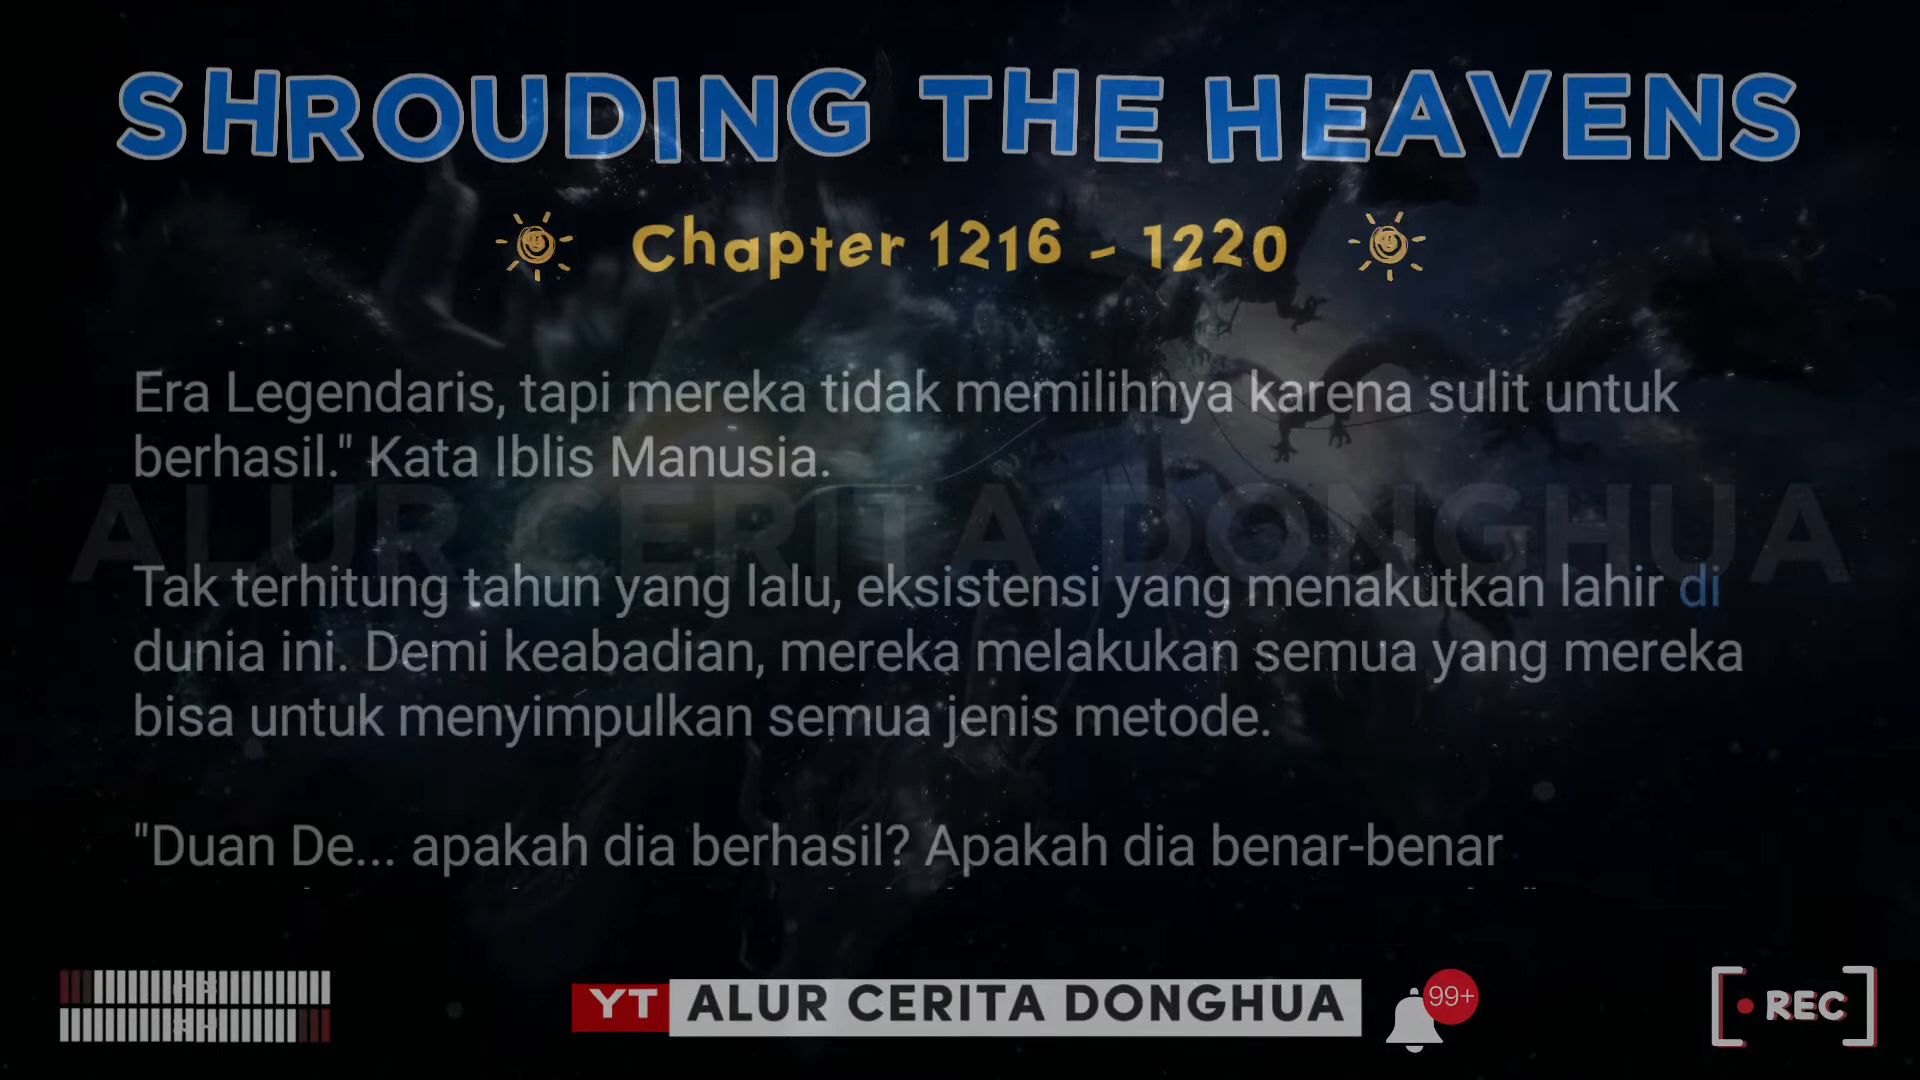 SHROUDING THE HEAVENS
Chapter 1216 - 1220
Era Legendaris, tapi mereka tidak memilihnya karena sulit untuk
berhasil." Kata Iblis Manusia.
ALUR CERITA DONGHUA
Tak terhitung tahun yang lalu, eksistensi yang menakutkan lahir di
dunia ini. Demi keabadian, mereka melakukan semua yang mereka
bisa untuk menyimpulkan semua jenis metode.
"Duan De... apakah dia berhasil? Apakah dia benar-benar
YT ALUR CERITA DONGHUA
99+
REC